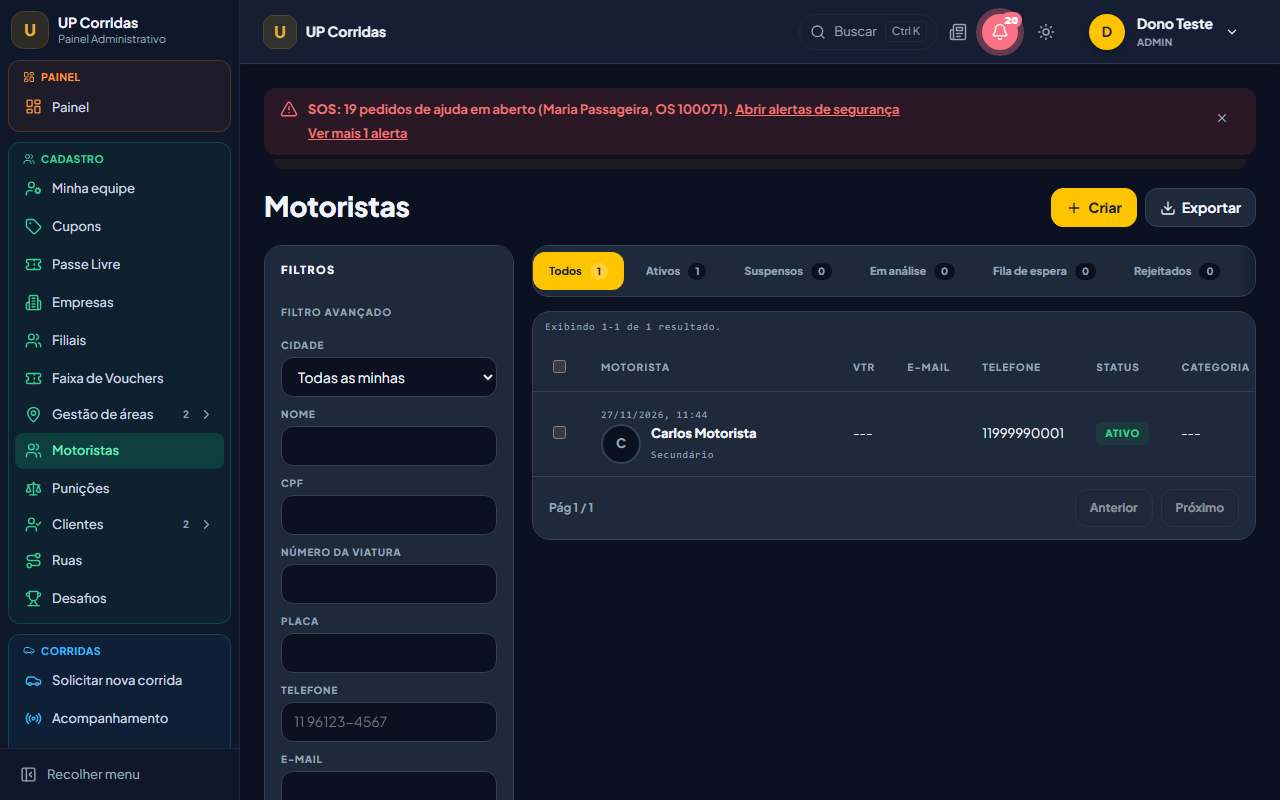 U
UP Corridas
Painel Administrativo
PAINEL
Painel
CADASTRO
Minha equipe
Cupons
Passe Livre
Empresas
Filiais
Faixa de Vouchers
Gestão de áreas 2
Motoristas
Punições
Clientes 2
Ruas
Desafios
CORRIDAS
Solicitar nova corrida
Acompanhamento
Recolher menu
U UP Corridas
Buscar Ctrl K
20
D
Dono Teste
ADMIN
SOS: 19 pedidos de ajuda em aberto (Maria Passageira, OS 100071). Abrir alertas de segurança
Ver mais 1 alerta
Motoristas
+ Criar
Exportar
FILTROS
FILTRO AVANÇADO
CIDADE
Todas as minhas
NOME
CPF
NÚMERO DA VIATURA
PLACA
TELEFONE
11 96123-4567
E-MAIL
Todos 1 Ativos 1 Suspensos 0 Em análise 0 Fila de espera 0 Rejeitados 0
Exibindo 1-1 de 1 resultado.
MOTORISTA VTR E-MAIL TELEFONE STATUS CATEGORIA
27/11/2026, 11:44
C Carlos Motorista --- 11999990001 ATIVO ---
Secundário
Pág 1 / 1 Anterior Próximo